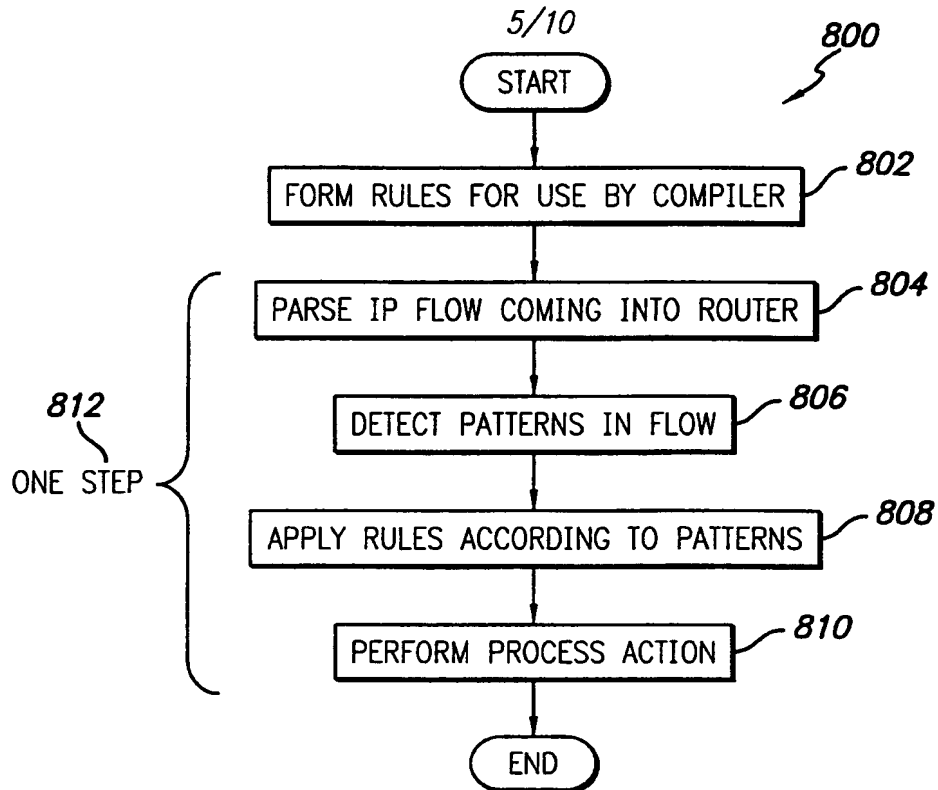 5/10
800
START
802
FORM RULES FOR USE BY COMPILER
804
PARSE IP FLOW COMING INTO ROUTER
806
812
DETECT PATTERNS IN FLOW
ONE STEP
808
APPLY RULES ACCORDING TO PATTERNS
810
PERFORM PROCESS ACTION
END